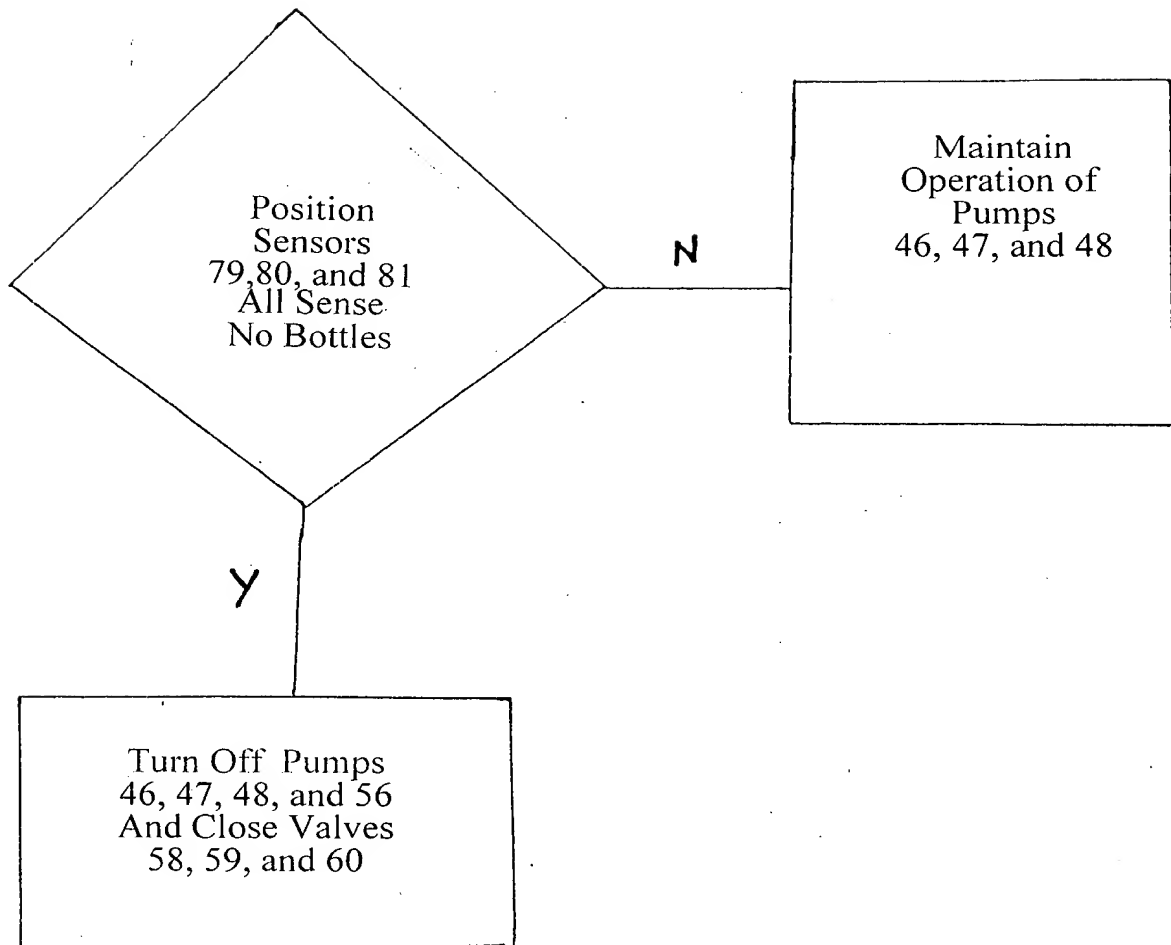 Position
Sensors
79,80, and 81
All Sense
No Bottles
N
Maintain
Operation of
Pumps
46, 47, and 48
Y
Turn Off Pumps
46, 47, 48, and 56
And Close Valves
58, 59, and 60